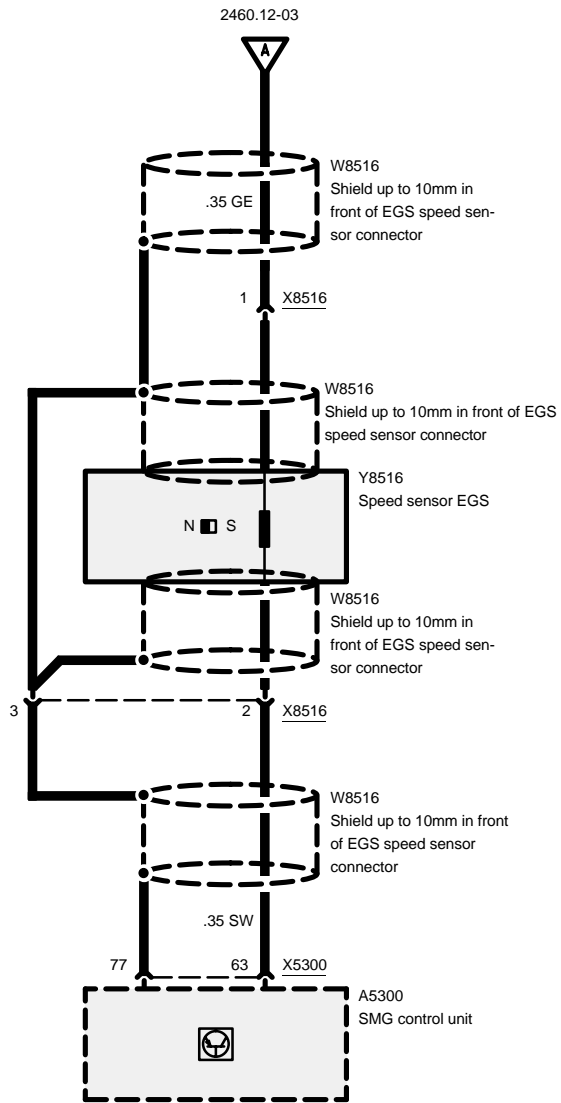 2460.12-03
A
W8516
Shield up to 10mm in
front of EGS speed sen-
sor connector
.35 GE
1 X8516
W8516
Shield up to 10mm in front of EGS
speed sensor connector
Y8516
Speed sensor EGS
N S
W8516
Shield up to 10mm in
front of EGS speed sen-
sor connector
3 2 X8516
W8516
Shield up to 10mm in front
of EGS speed sensor
connector
.35 SW
77 63 X5300
A5300
SMG control unit